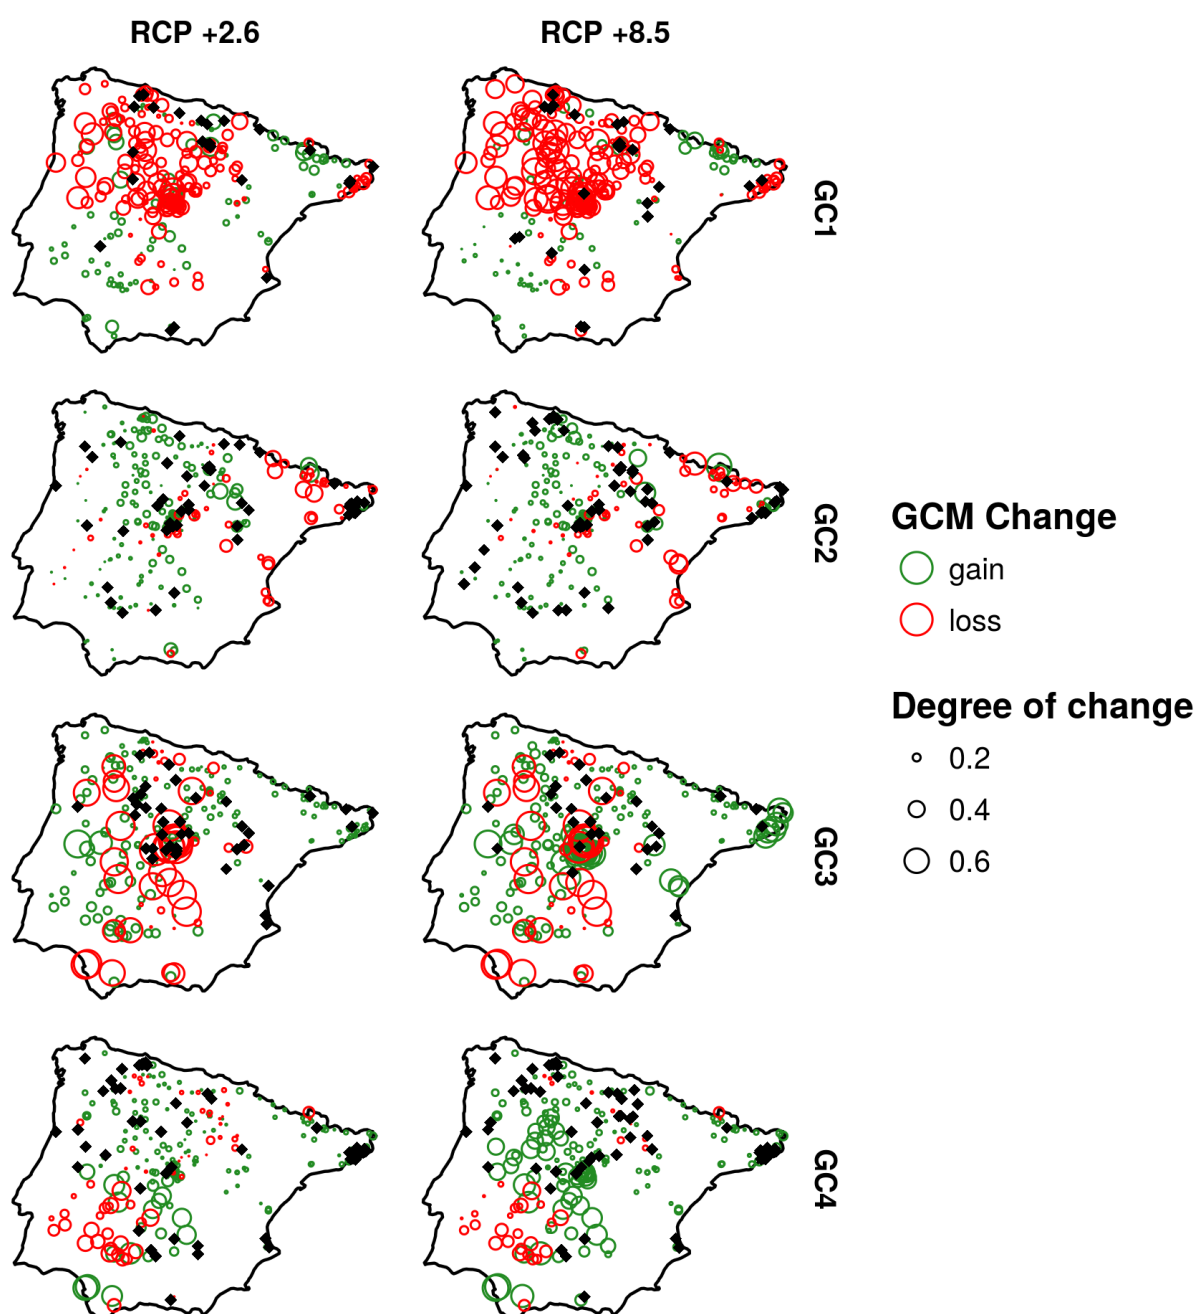 RCP +2.6
RCP +8.5
GC1
GC2
GCM Change
gain
loss
Degree of change
0.2
0.4
0.6
GC3
GC4